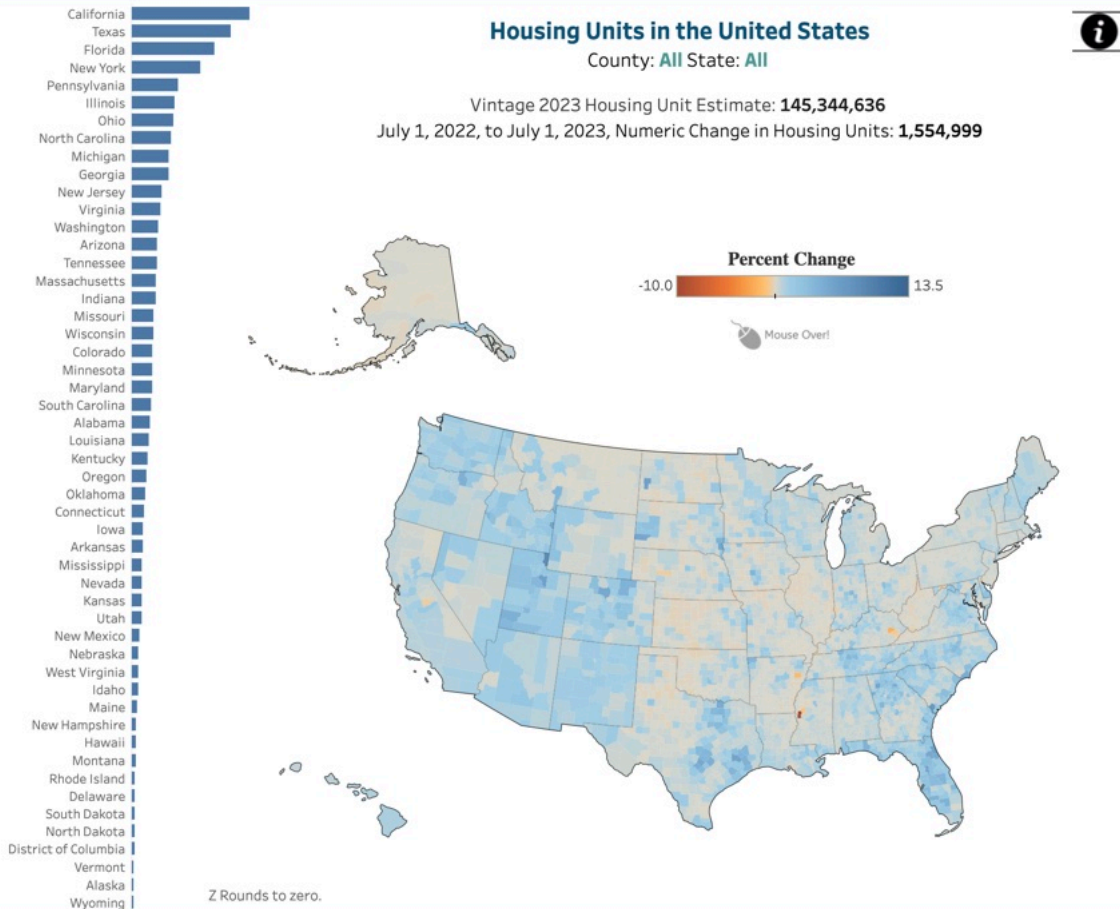 Housing Units in the United States
County: All State: All
Vintage 2023 Housing Unit Estimate: 145,344,636
July 1, 2022, to July 1, 2023, Numeric Change in Housing Units: 1,554,999
i
California
Texas
Florida
New York
Pennsylvania
Illinois
Ohio
North Carolina
Michigan
Georgia
New Jersey
Virginia
Washington
Arizona
Tennessee
Massachusetts
Indiana
Missouri
Wisconsin
Colorado
Minnesota
Maryland
South Carolina
Alabama
Louisiana
Kentucky
Oregon
Oklahoma
Connecticut
Iowa
Arkansas
Mississippi
Nevada
Kansas
Utah
New Mexico
Nebraska
West Virginia
Idaho
Maine
New Hampshire
Hawaii
Montana
Rhode Island
Delaware
South Dakota
North Dakota
District of Columbia
Vermont
Alaska
Wyoming
Percent Change
-10.0 13.5
Mouse Over!
Z Rounds to zero.